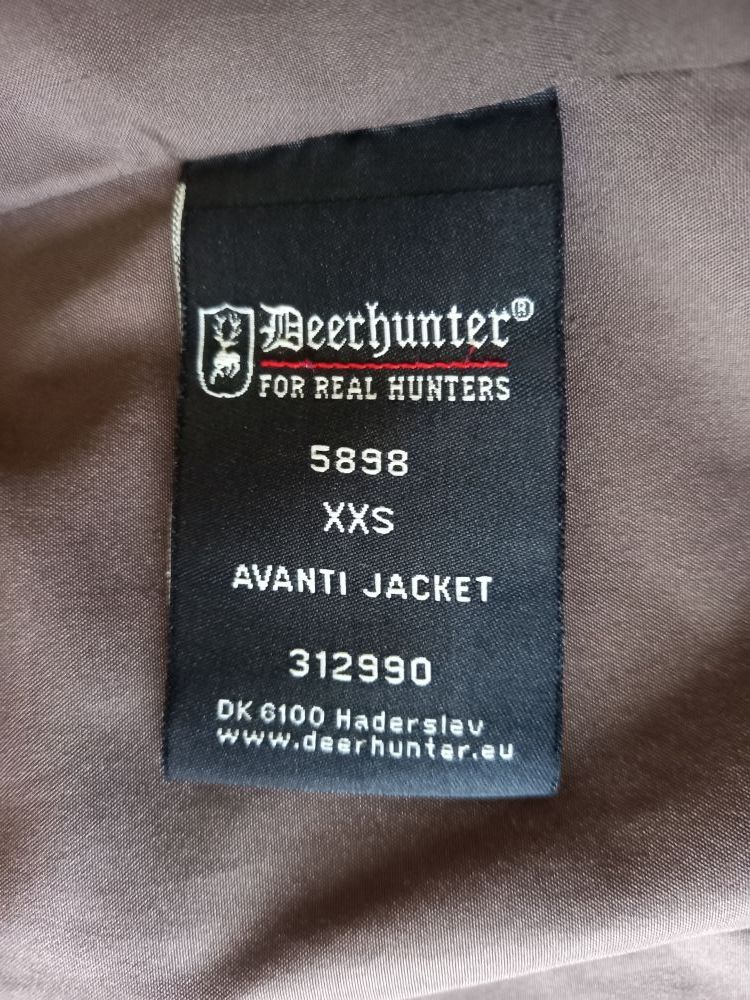 Deerhunter®
FOR REAL HUNTERS
5898
XXS
AVANTI JACKET
312990
DK 6100 Haderslev
www.deerhunter.eu